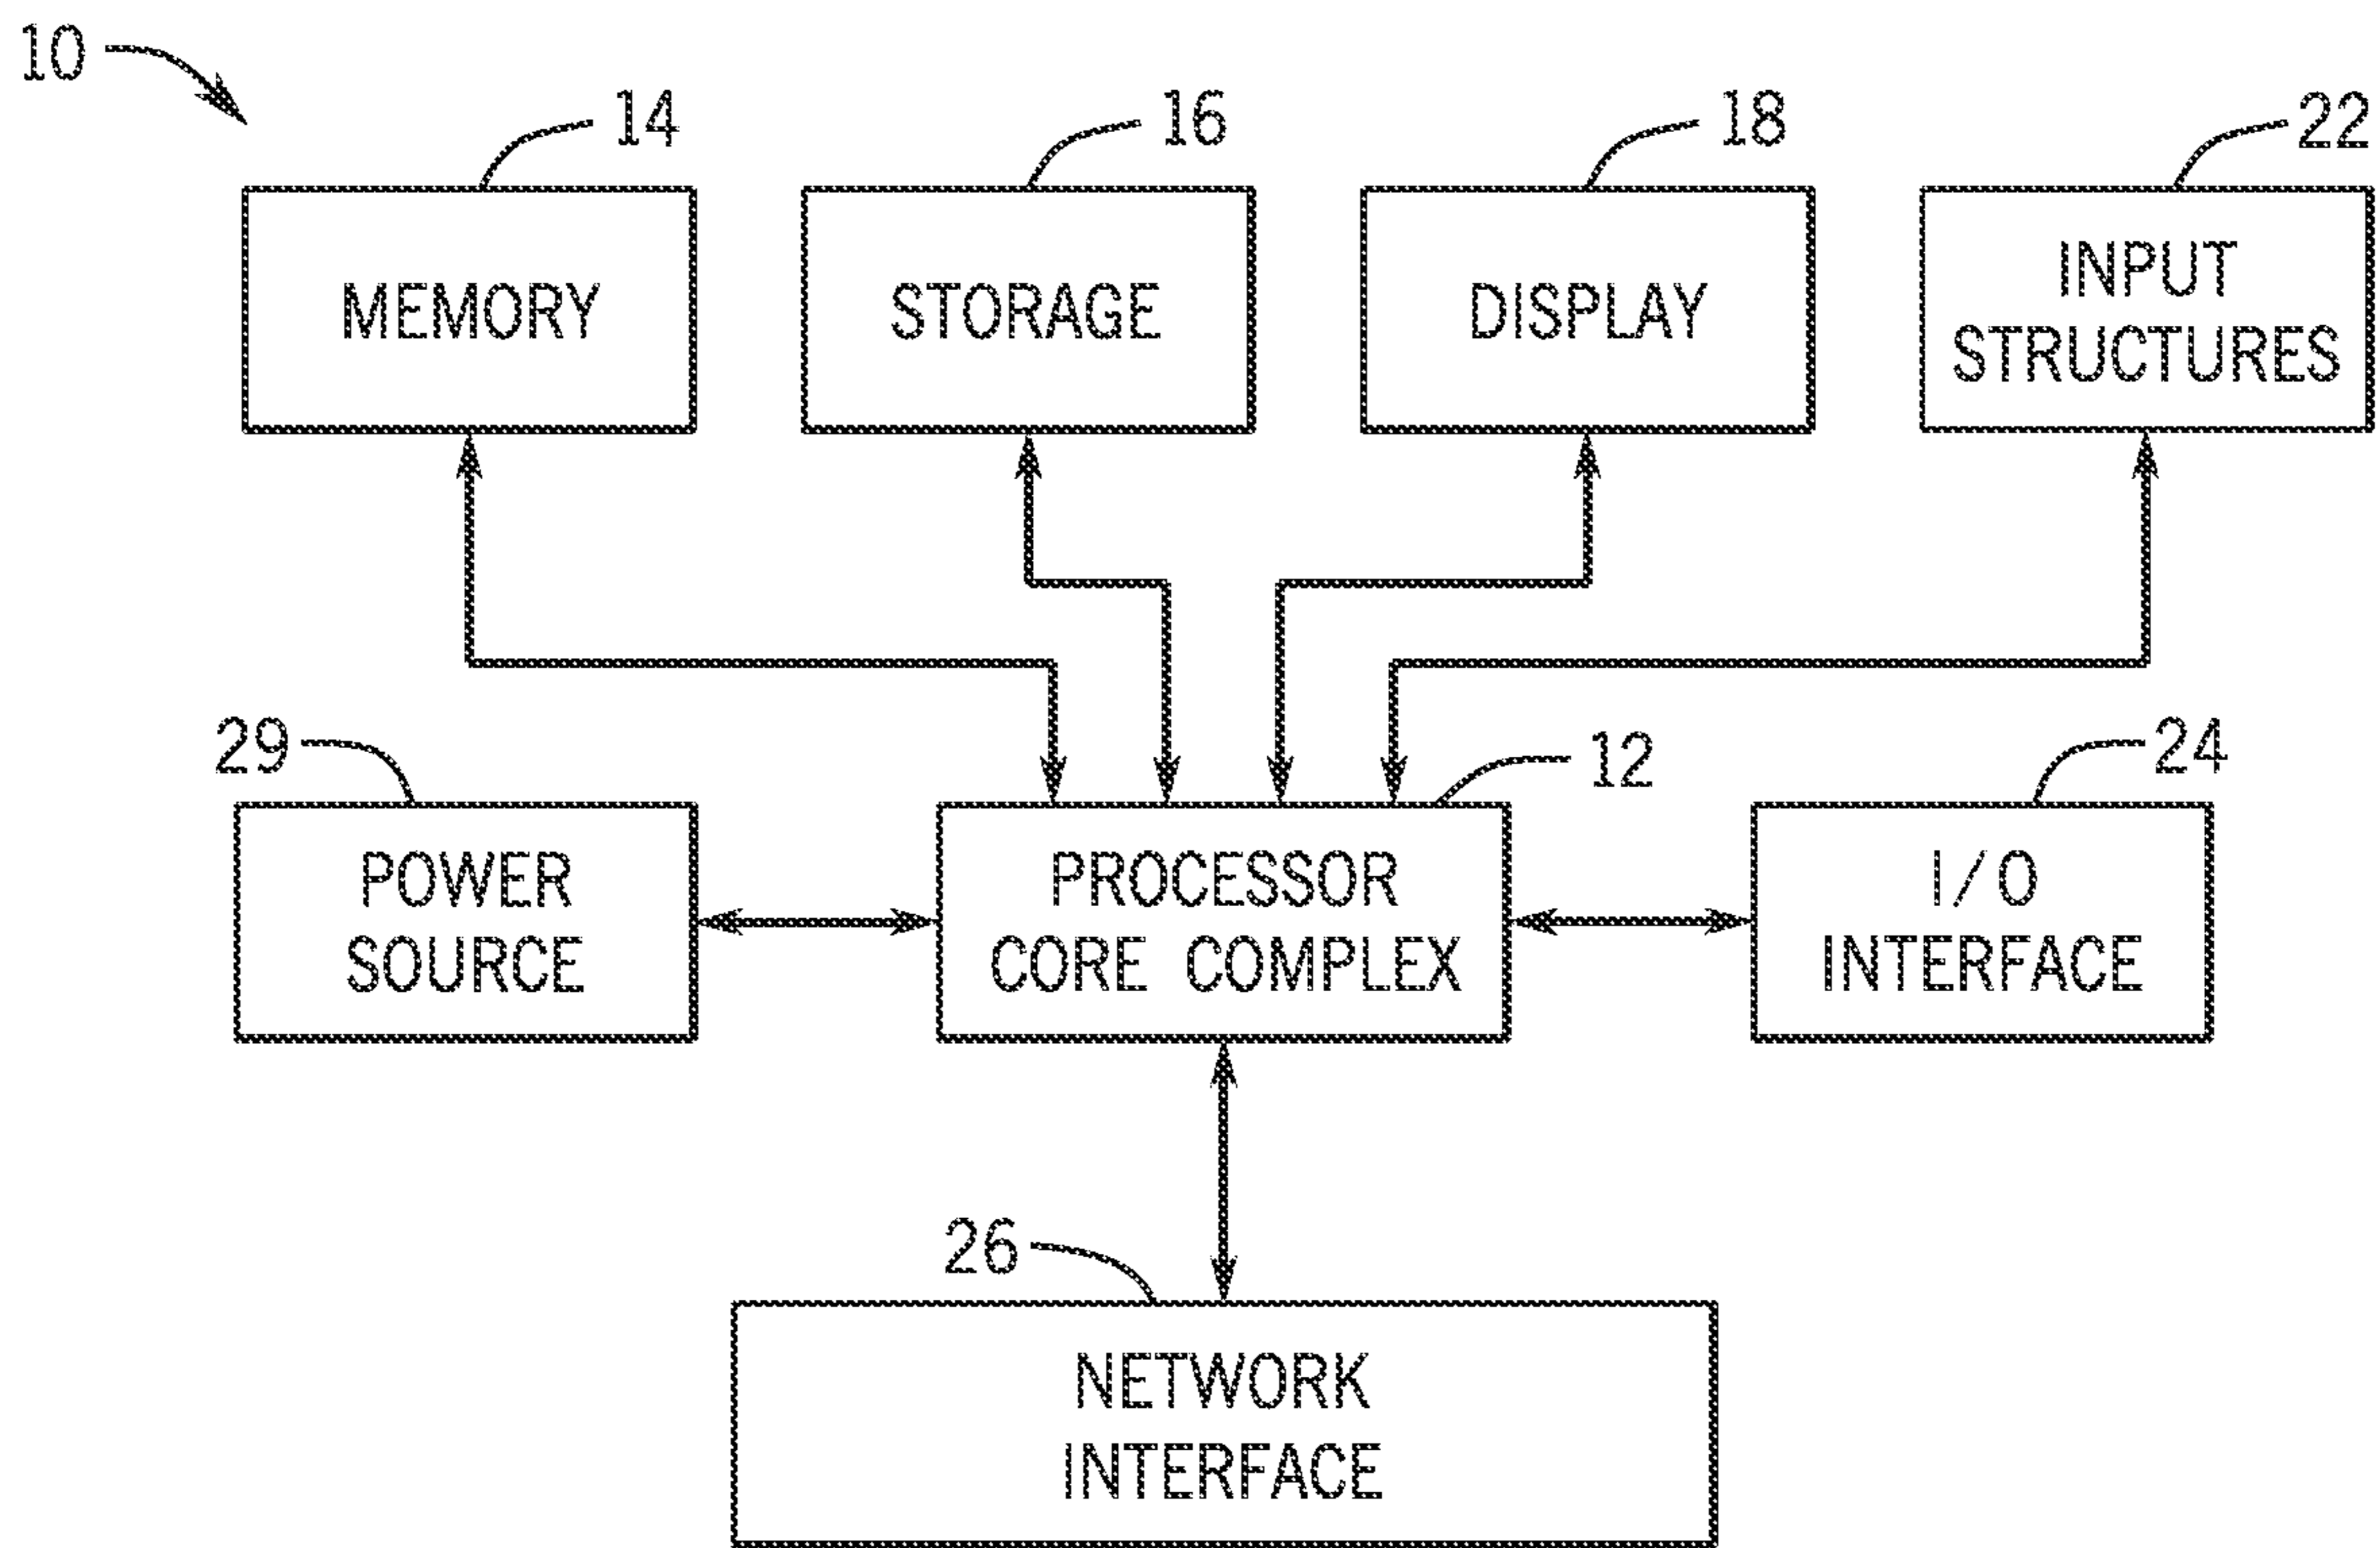 10
14
16
18
22
MEMORY
STORAGE
DISPLAY
INPUT
STRUCTURES
29
12
24
POWER
SOURCE
PROCESSOR
CORE COMPLEX
I/O
INTERFACE
26
NETWORK
INTERFACE